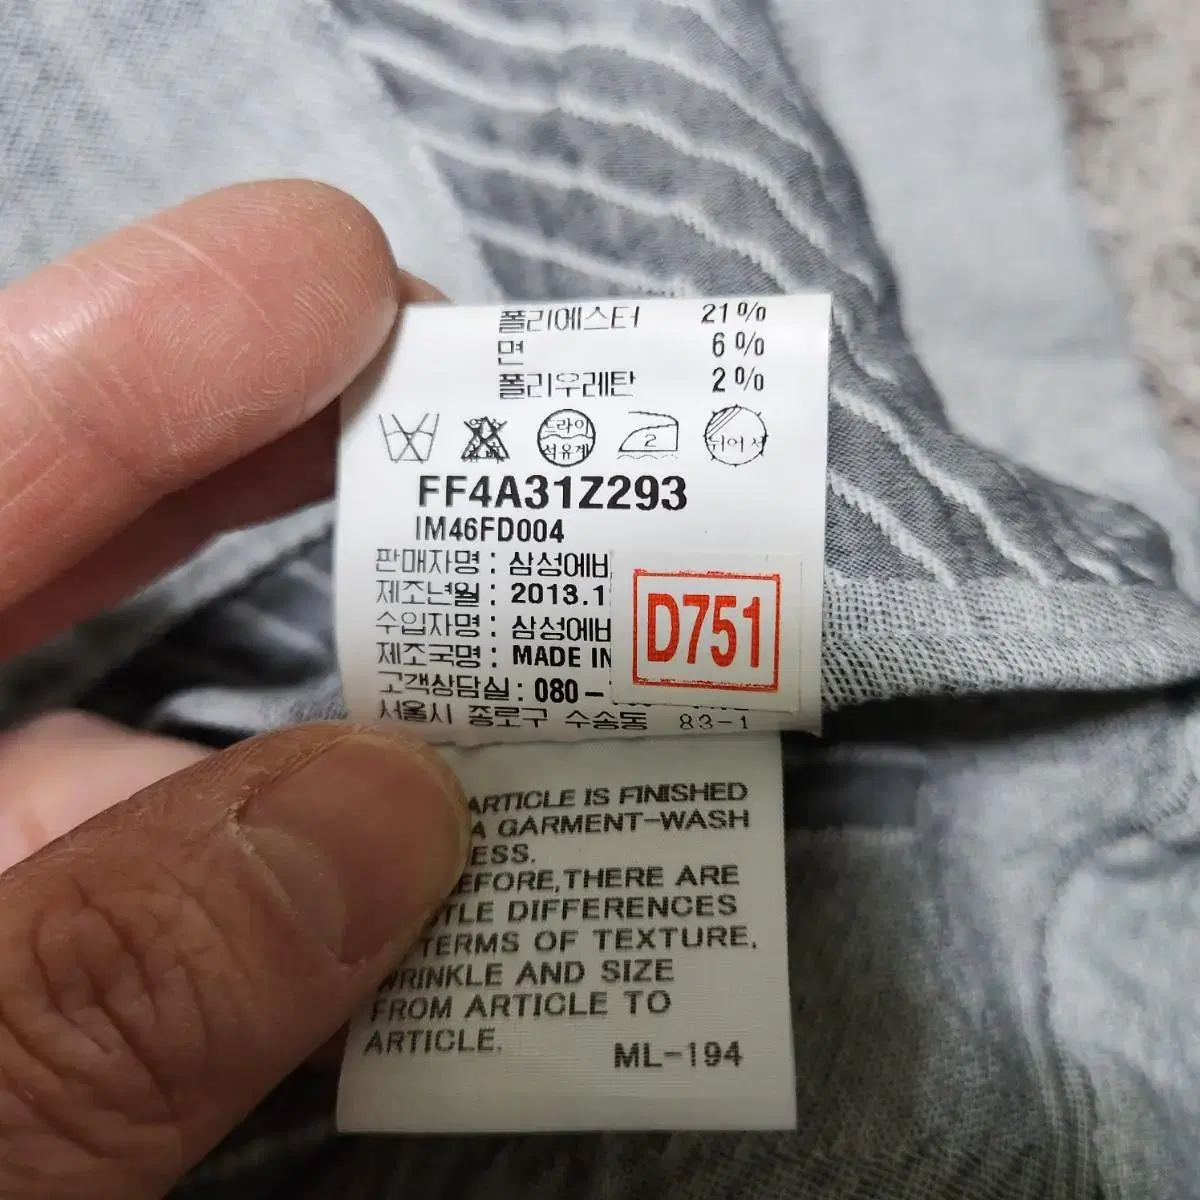 폴리에스터 21%
면 6%
폴리우레탄 2%
드라이
석유계
2
뉘어서
FF4A31Z293
IM46FD004
판매자명 : 삼성에버
제조년월 : 2013.1
수입자명 : 삼성에버
제조국명 : MADE IN
고객상담실 : 080-
서울시 종로구 수송동 83-1
D751
ARTICLE IS FINISHED
A GARMENT-WASH
ESS.
EFORE, THERE ARE
TLE DIFFERENCES
TERMS OF TEXTURE,
WRINKLE AND SIZE
FROM ARTICLE TO
ARTICLE.
ML-194